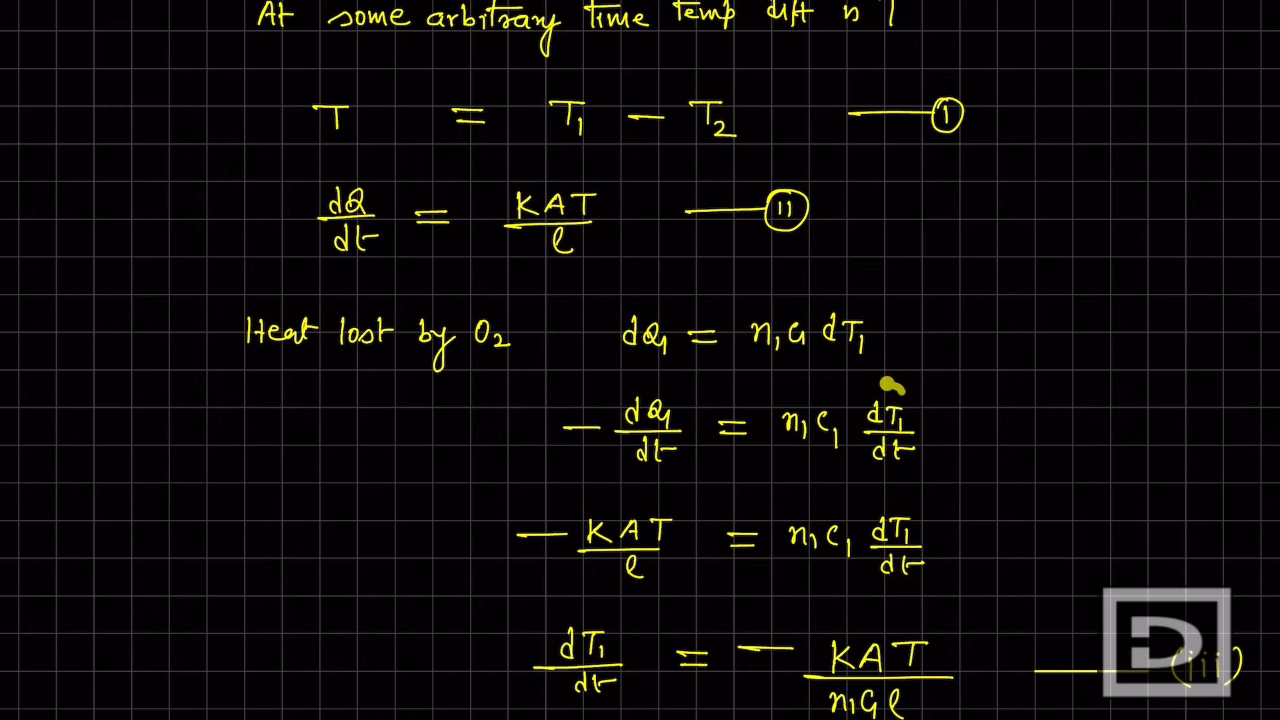 At some arbitrary time temp diff is T
T = T₁ − T₂ —— (I)
dQ/dt = KAT/l —— (II)
Heat lost by O₂ dQ₁ = n₁C₁ dT₁
− dQ₁/dt = n₁C₁ dT₁/dt
− KAT/l = n₁C₁ dT₁/dt
dT₁/dt = − KAT/n₁C₁l —— (iii)